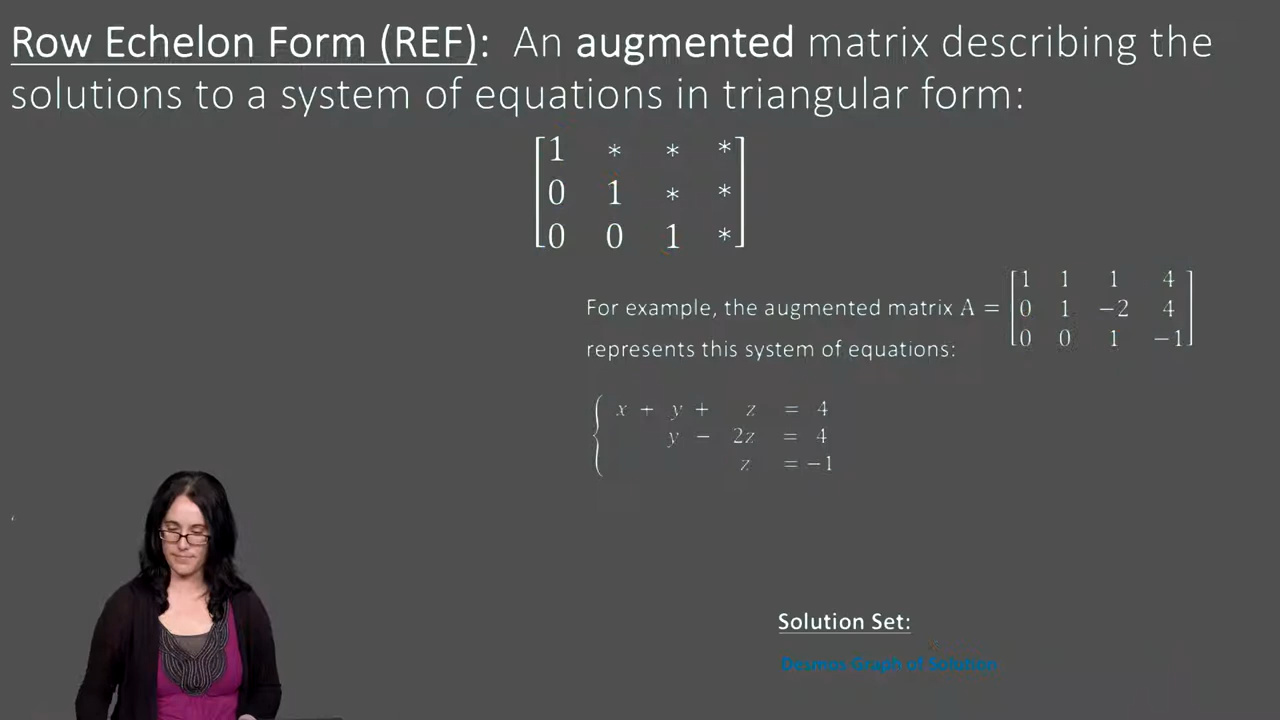 Row Echelon Form (REF): An augmented matrix describing the
solutions to a system of equations in triangular form:
[1 * * *]
[0 1 * *]
[0 0 1 *]
For example, the augmented matrix A = [1 1 1 4]
[0 1 −2 4]
[0 0 1 −1]
represents this system of equations:
{ x + y + z = 4
y − 2z = 4
z = −1
Solution Set:
Desmos Graph of Solution